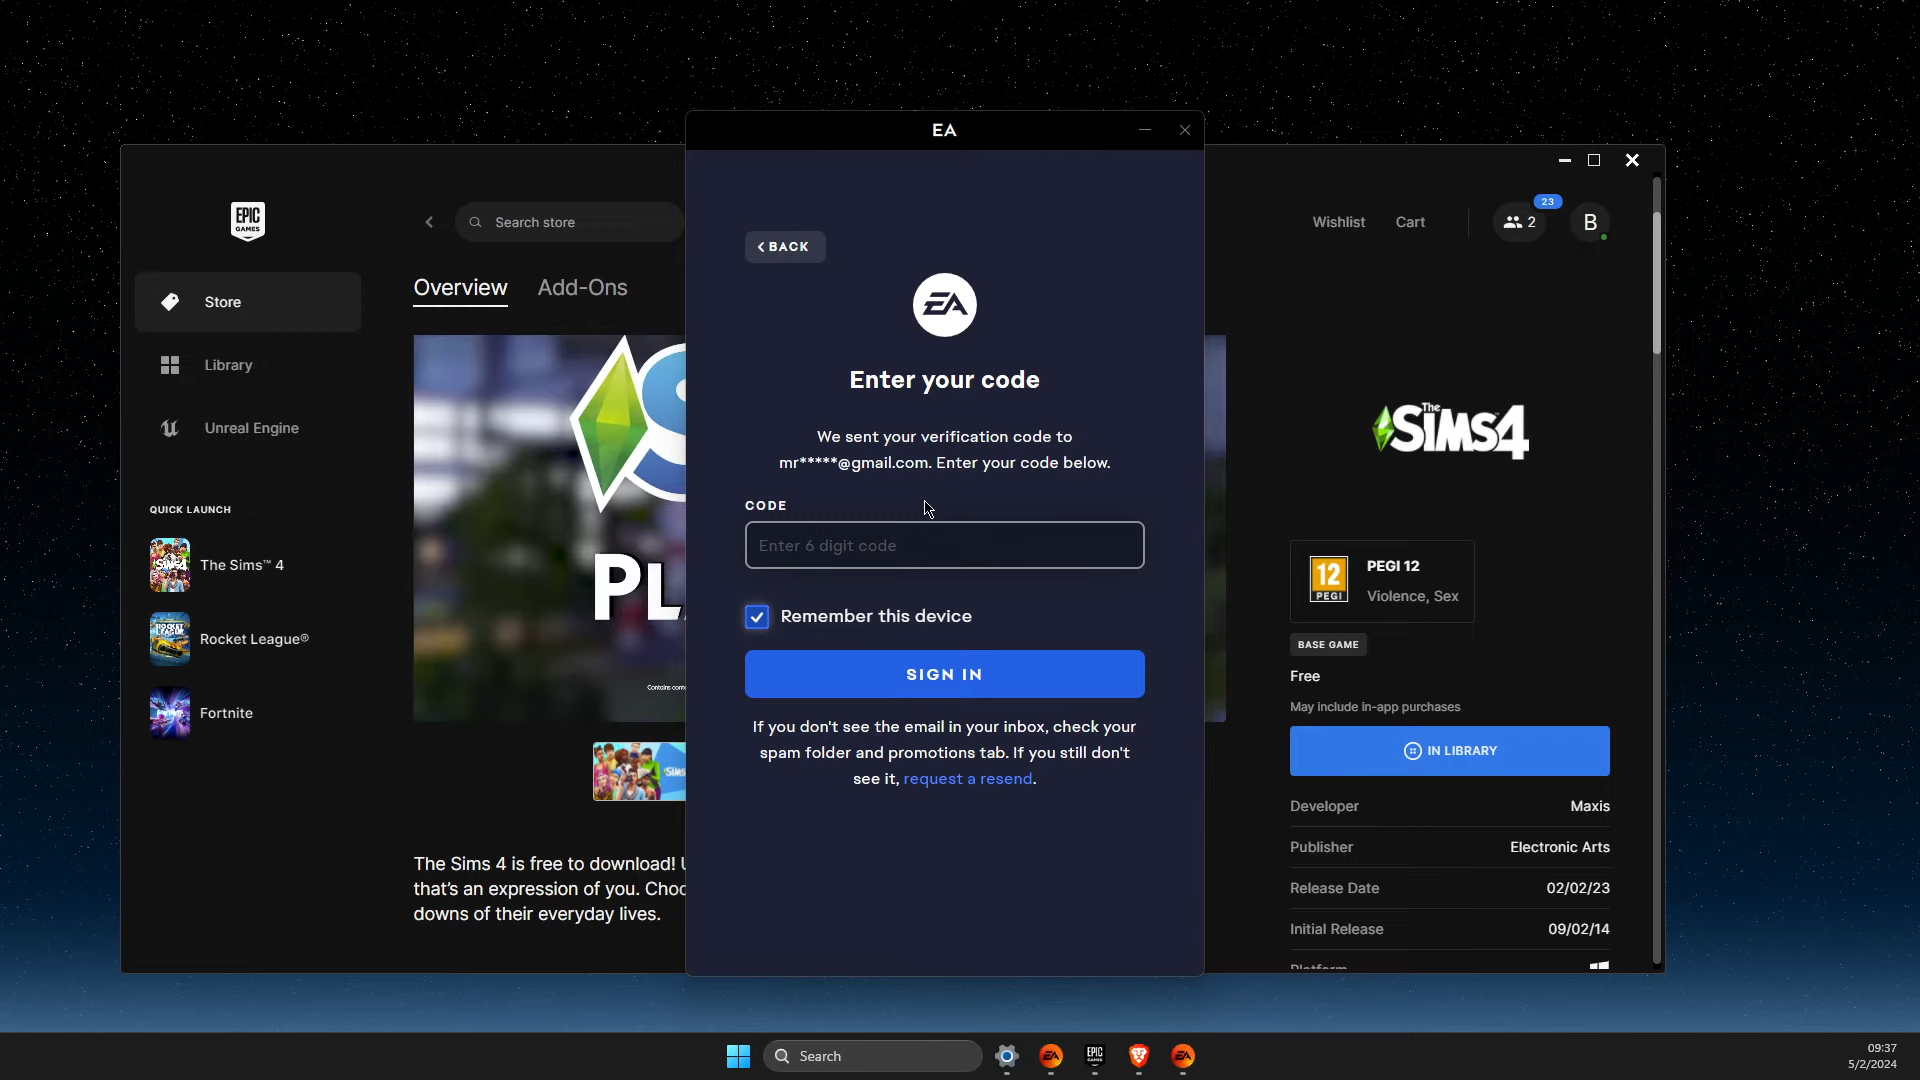 EA
EPIC
GAMES
Search store
Wishlist
Cart
23
2
B
Store
Library
Unreal Engine
QUICK LAUNCH
The Sims™ 4
Rocket League®
Fortnite
Overview
Add-Ons
PL
The Sims 4 is free to download! U
that's an expression of you. Choo
downs of their everyday lives.
BACK
EA
Enter your code
We sent your verification code to
mr*****@gmail.com. Enter your code below.
CODE
Enter 6 digit code
Remember this device
SIGN IN
If you don't see the email in your inbox, check your
spam folder and promotions tab. If you still don't
see it, request a resend.
The SIMS4
12
PEGI
PEGI 12
Violence, Sex
BASE GAME
Free
May include in-app purchases
IN LIBRARY
Developer Maxis
Publisher Electronic Arts
Release Date 02/02/23
Initial Release 09/02/14
Platform
Search
09:37
5/2/2024